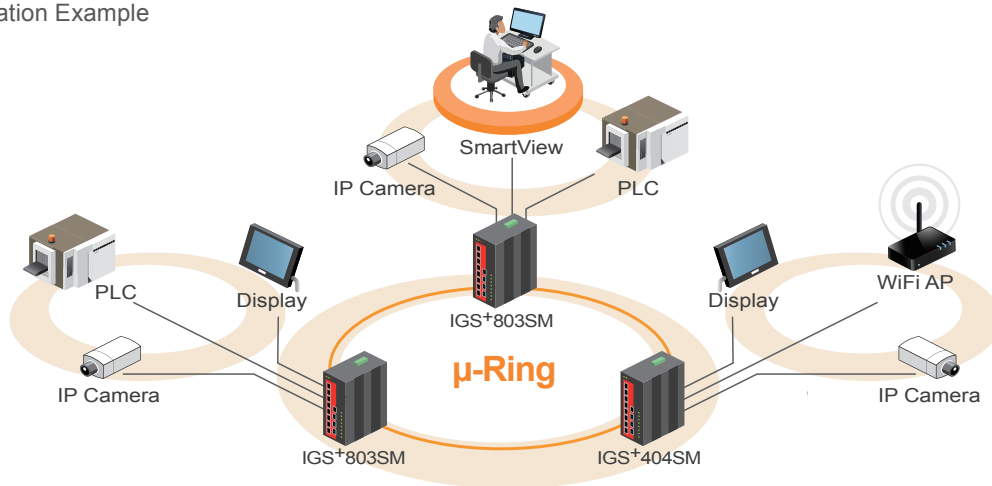 ation Example
SmartView
IP Camera
PLC
PLC
Display
Display
WiFi AP
IGS+803SM
μ-Ring
IP Camera
IP Camera
IGS+803SM
IGS+404SM